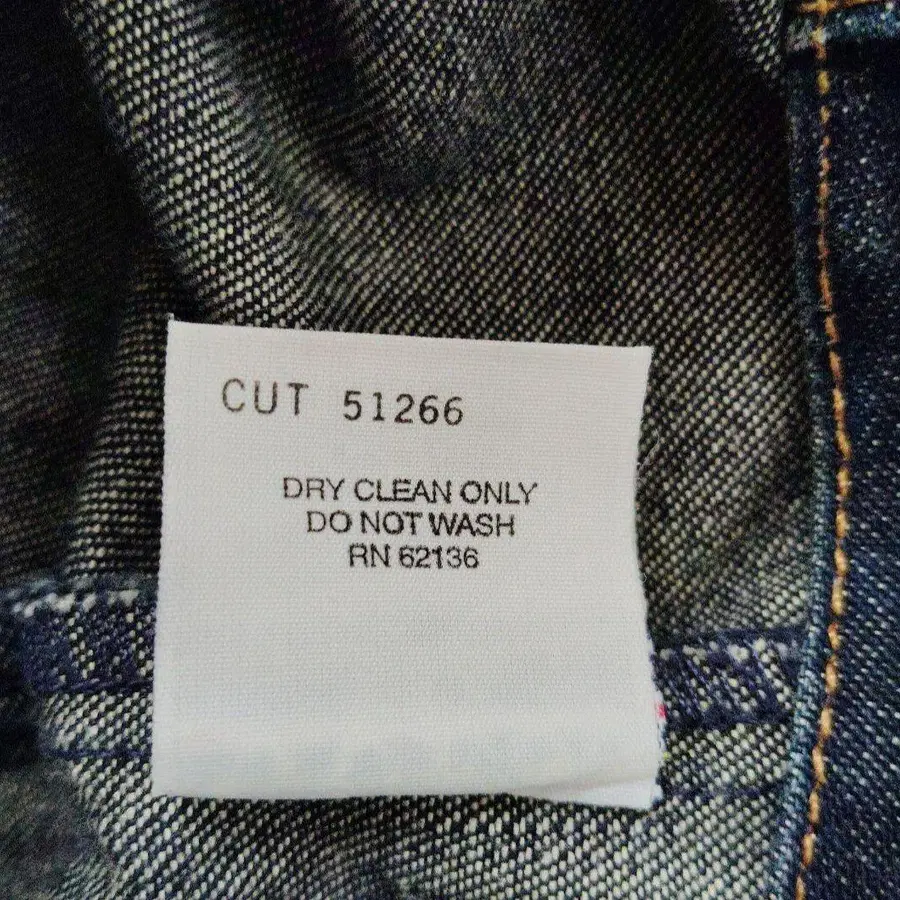 CUT 51266
DRY CLEAN ONLY
DO NOT WASH
RN 62136